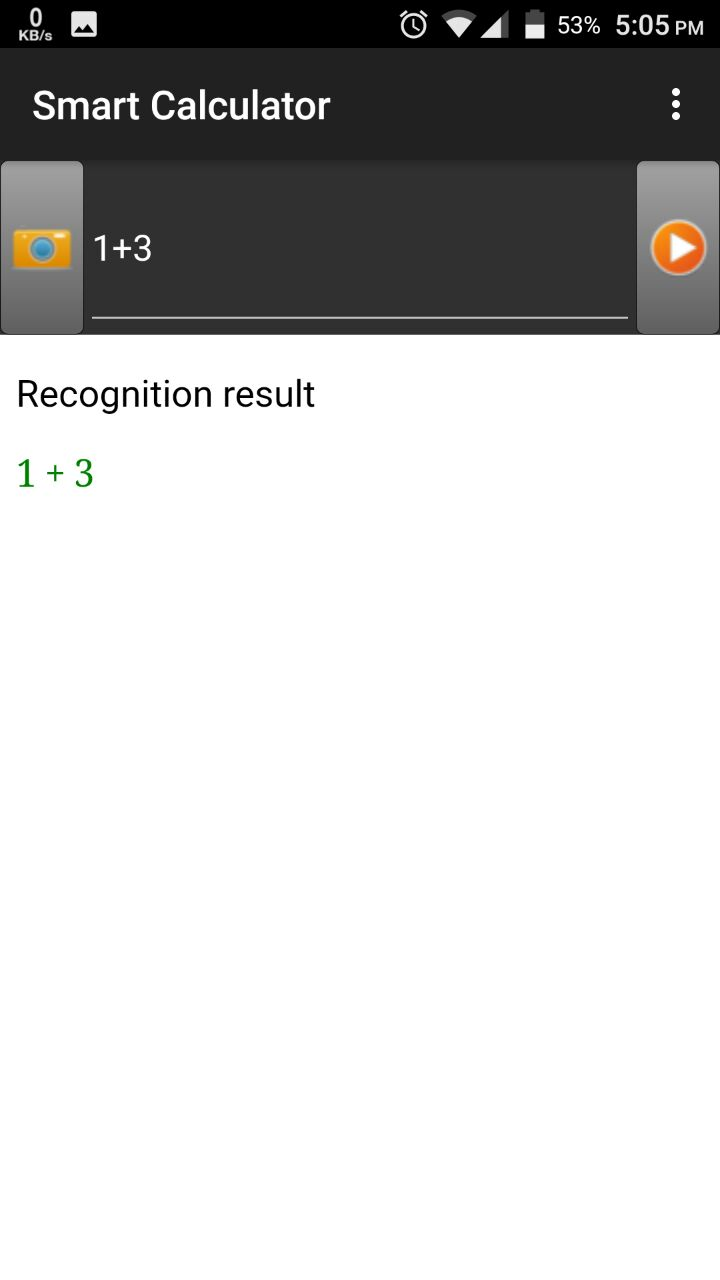 0
KB/s
53%
5:05 PM
Smart Calculator
1+3
Recognition result
1 + 3